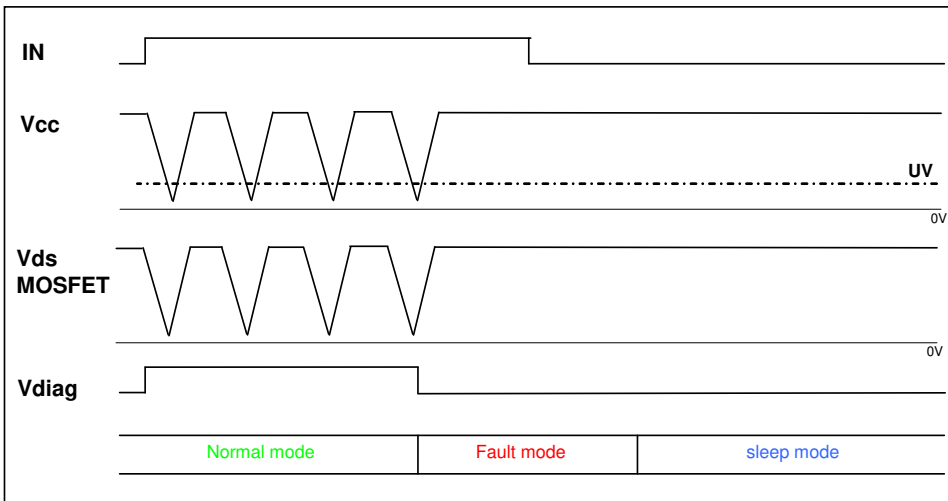 IN
Vcc
UV
0V
Vds
MOSFET
0V
Vdiag
Normal mode Fault mode sleep mode